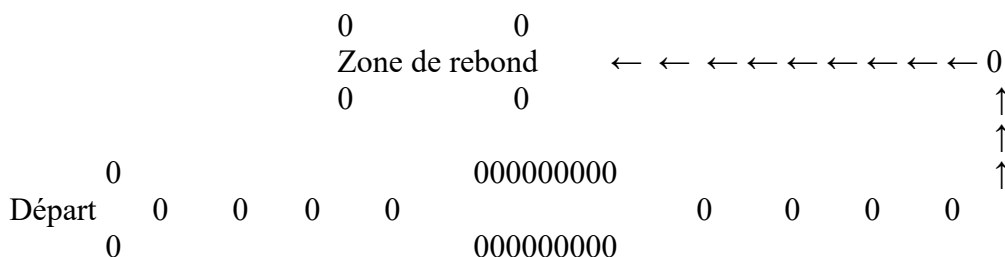 0 0
Zone de rebond ← ← ← ← ← ← ← ← ← 0
0 0 ↑
↑
0 000000000 ↑
Départ 0 0 0 0 0 0 0 0
0 000000000